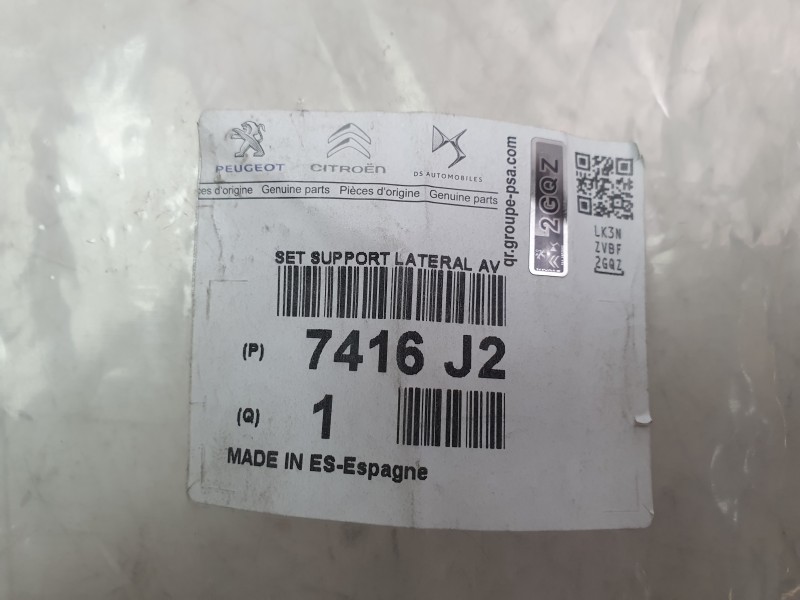 PEUGEOT CITROËN DS AUTOMOBILES
ces d'origine Genuine parts Pièces d'origine Genuine parts
qr.groupe-psa.com
2GQZ
LK3N
ZVBF
2GQZ
SET SUPPORT LATERAL AV
(P) 7416 J2
(Q) 1
MADE IN ES-Espagne